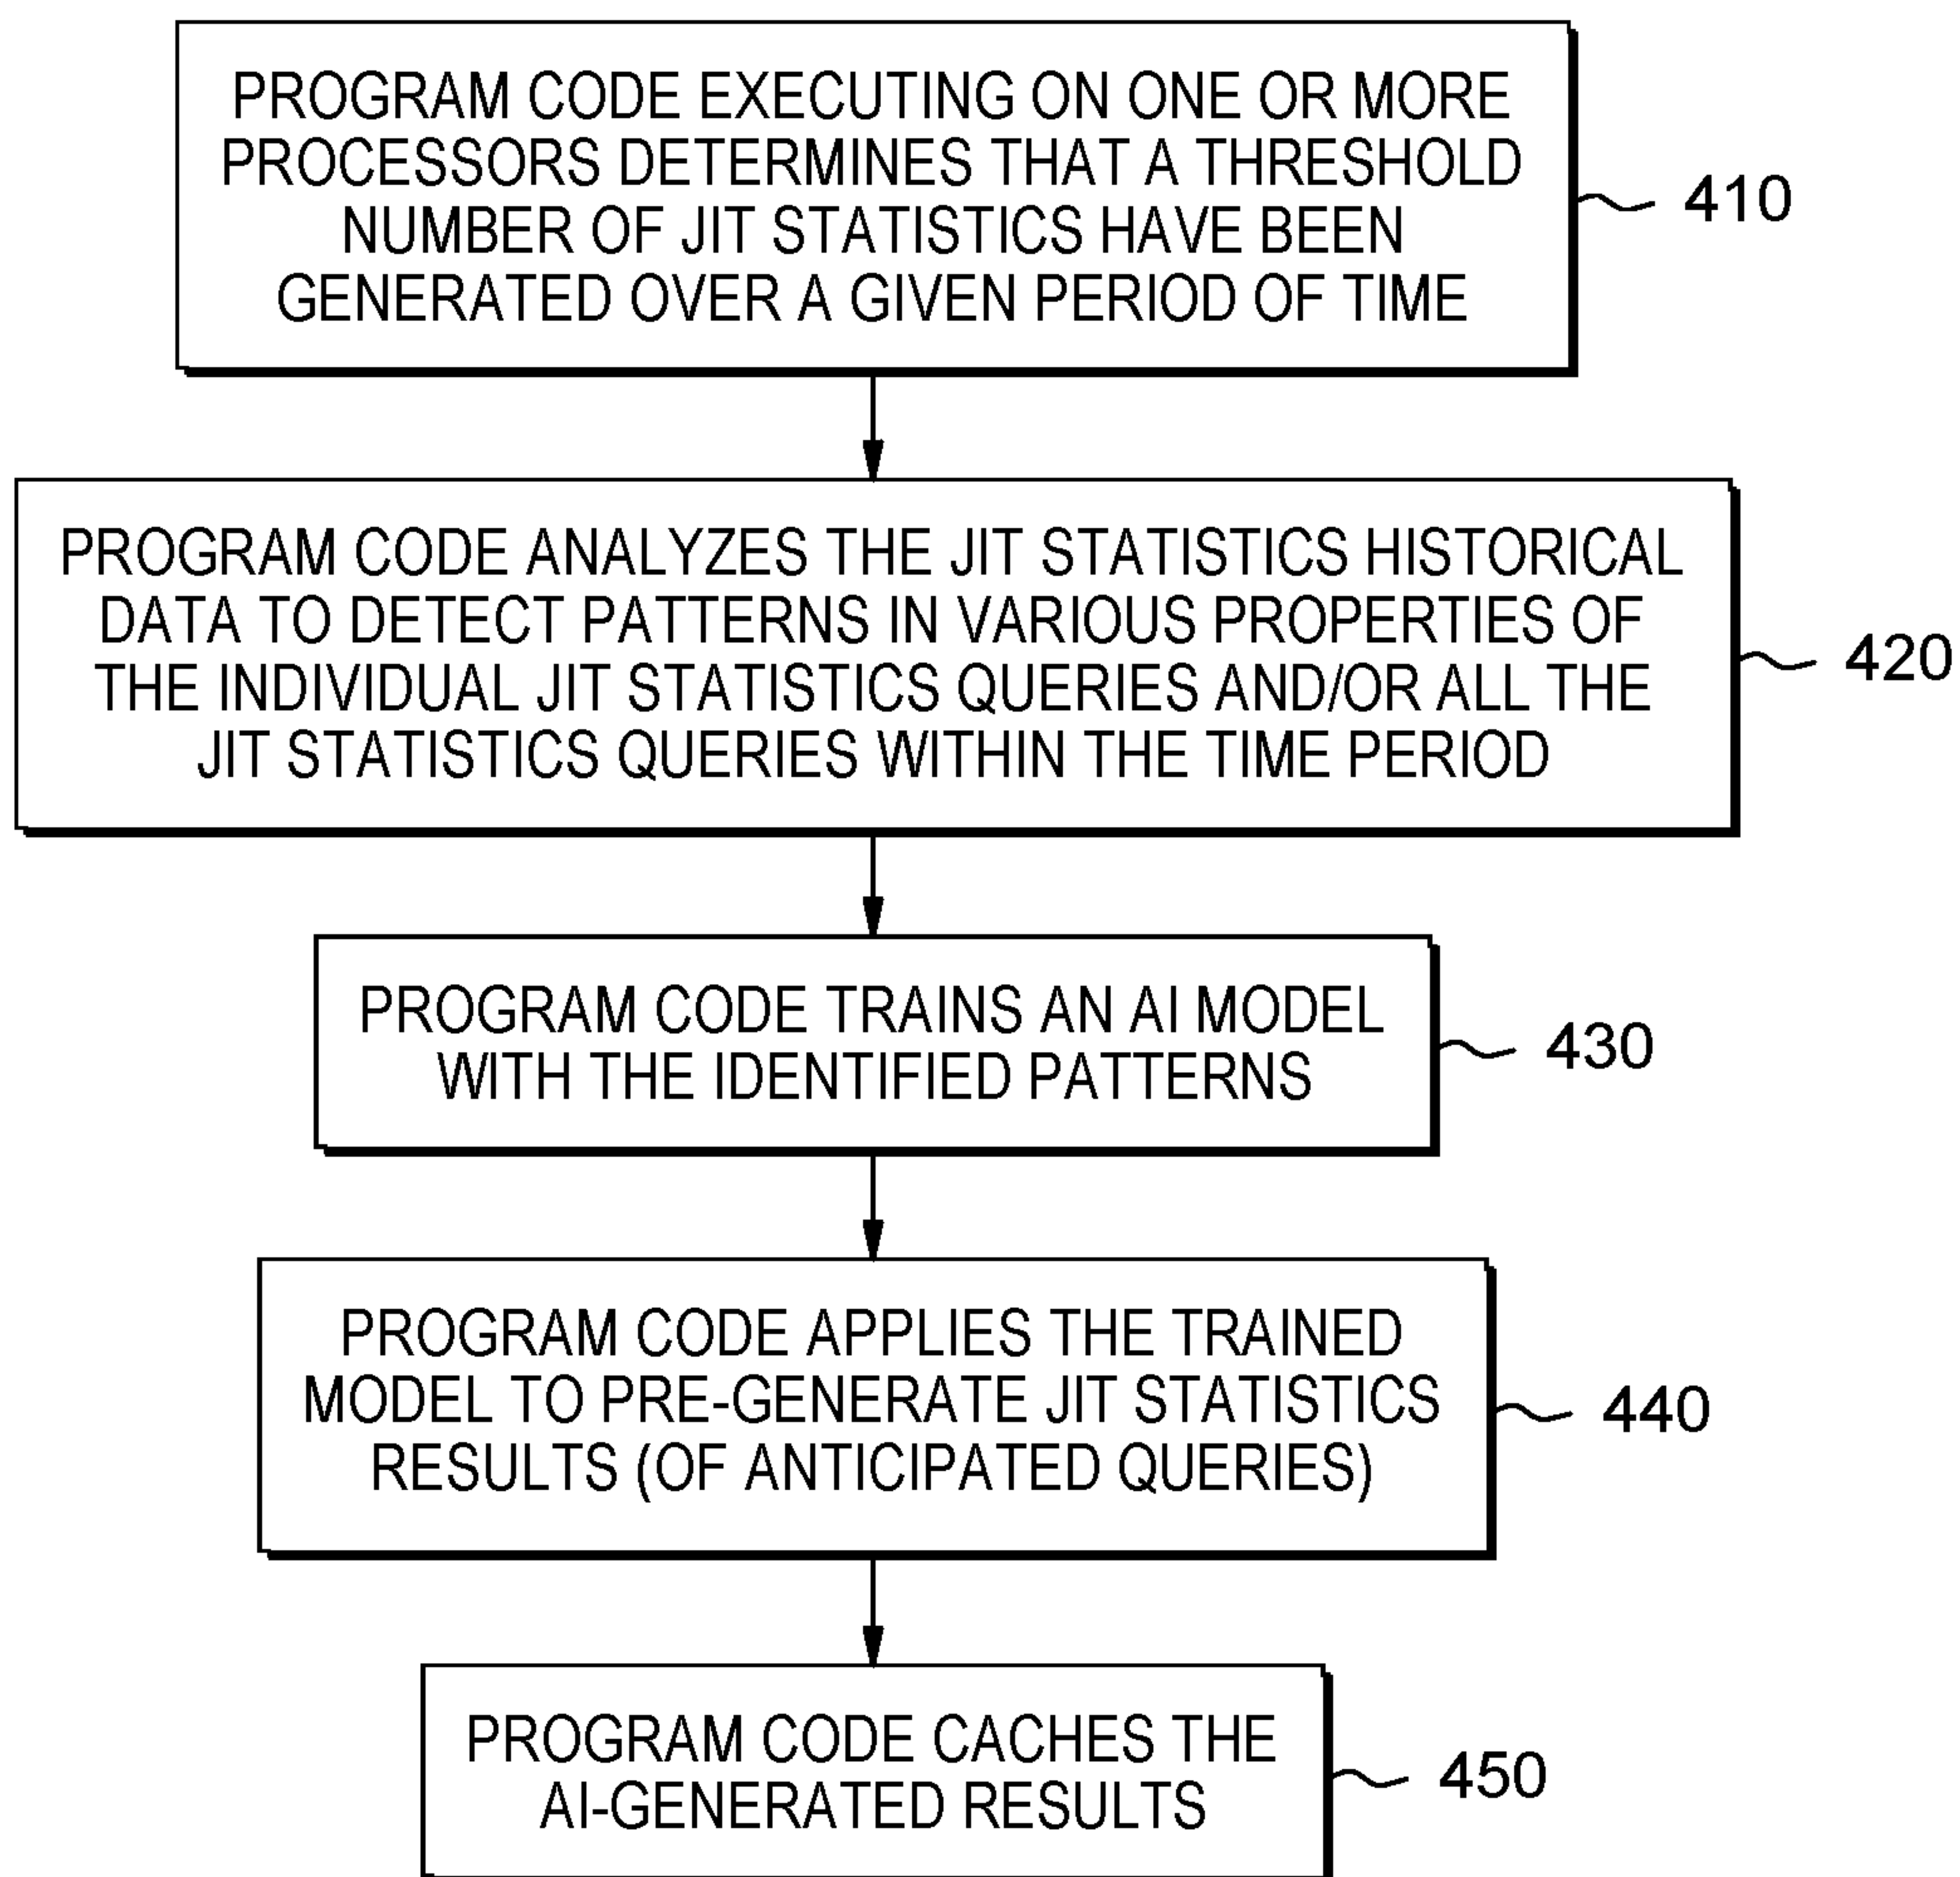 PROGRAM CODE EXECUTING ON ONE OR MORE
PROCESSORS DETERMINES THAT A THRESHOLD
NUMBER OF JIT STATISTICS HAVE BEEN
GENERATED OVER A GIVEN PERIOD OF TIME
410
PROGRAM CODE ANALYZES THE JIT STATISTICS HISTORICAL
DATA TO DETECT PATTERNS IN VARIOUS PROPERTIES OF
THE INDIVIDUAL JIT STATISTICS QUERIES AND/OR ALL THE
JIT STATISTICS QUERIES WITHIN THE TIME PERIOD
420
PROGRAM CODE TRAINS AN AI MODEL
WITH THE IDENTIFIED PATTERNS
430
PROGRAM CODE APPLIES THE TRAINED
MODEL TO PRE-GENERATE JIT STATISTICS
RESULTS (OF ANTICIPATED QUERIES)
440
PROGRAM CODE CACHES THE
AI-GENERATED RESULTS
450